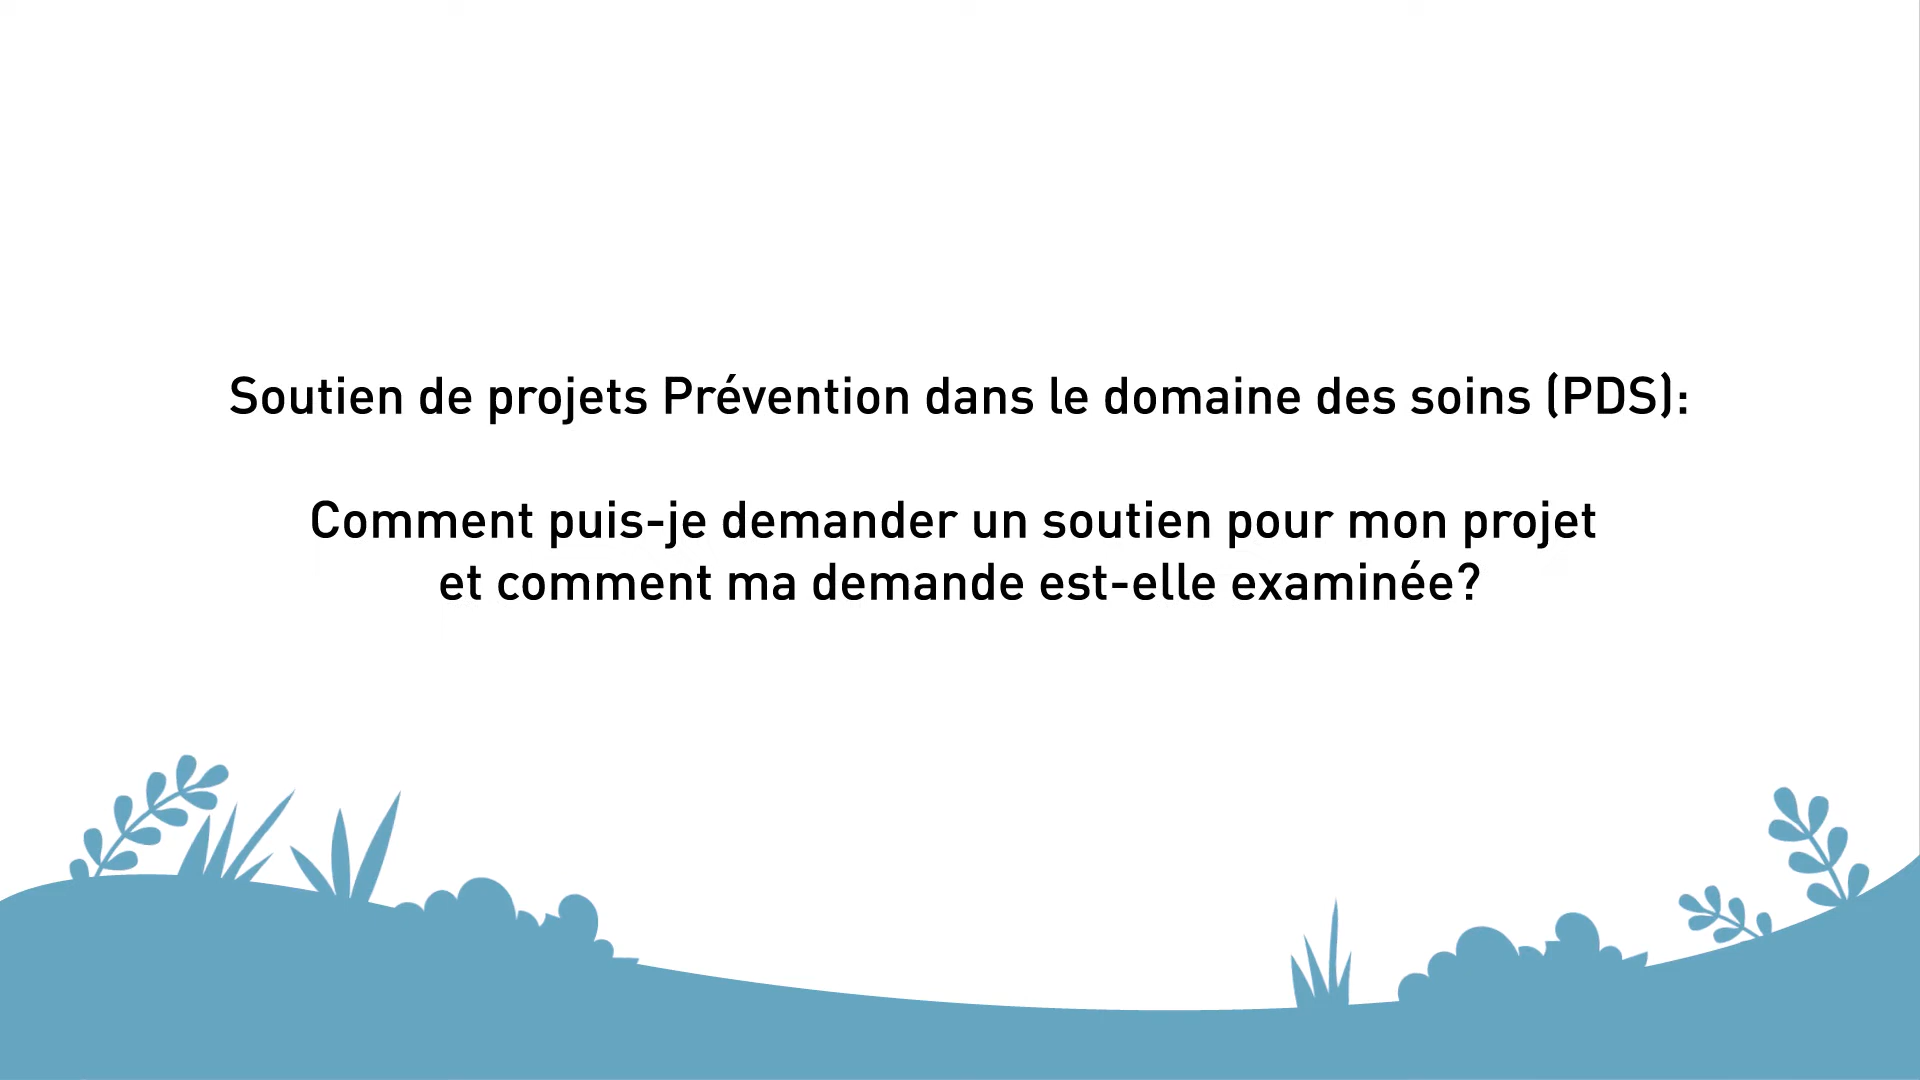 Soutien de projets Prévention dans le domaine des soins (PDS):
Comment puis-je demander un soutien pour mon projet
et comment ma demande est-elle examinée?